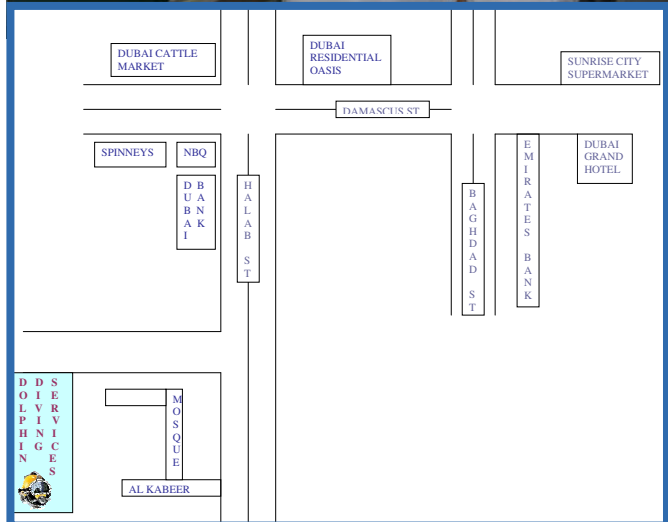 DUBAI CATTLE
MARKET
DUBAI
RESIDENTIAL
OASIS
SUNRISE CITY
SUPERMARKET
DAMASCUS ST
SPINNEYS
NBQ
DUBAI
BANK
HALAB ST
BAGHDAD ST
EMIRATES BANK
DUBAI
GRAND
HOTEL
DOLPHIN
DIVING
SERVICES
MOSQUE
AL KABEER